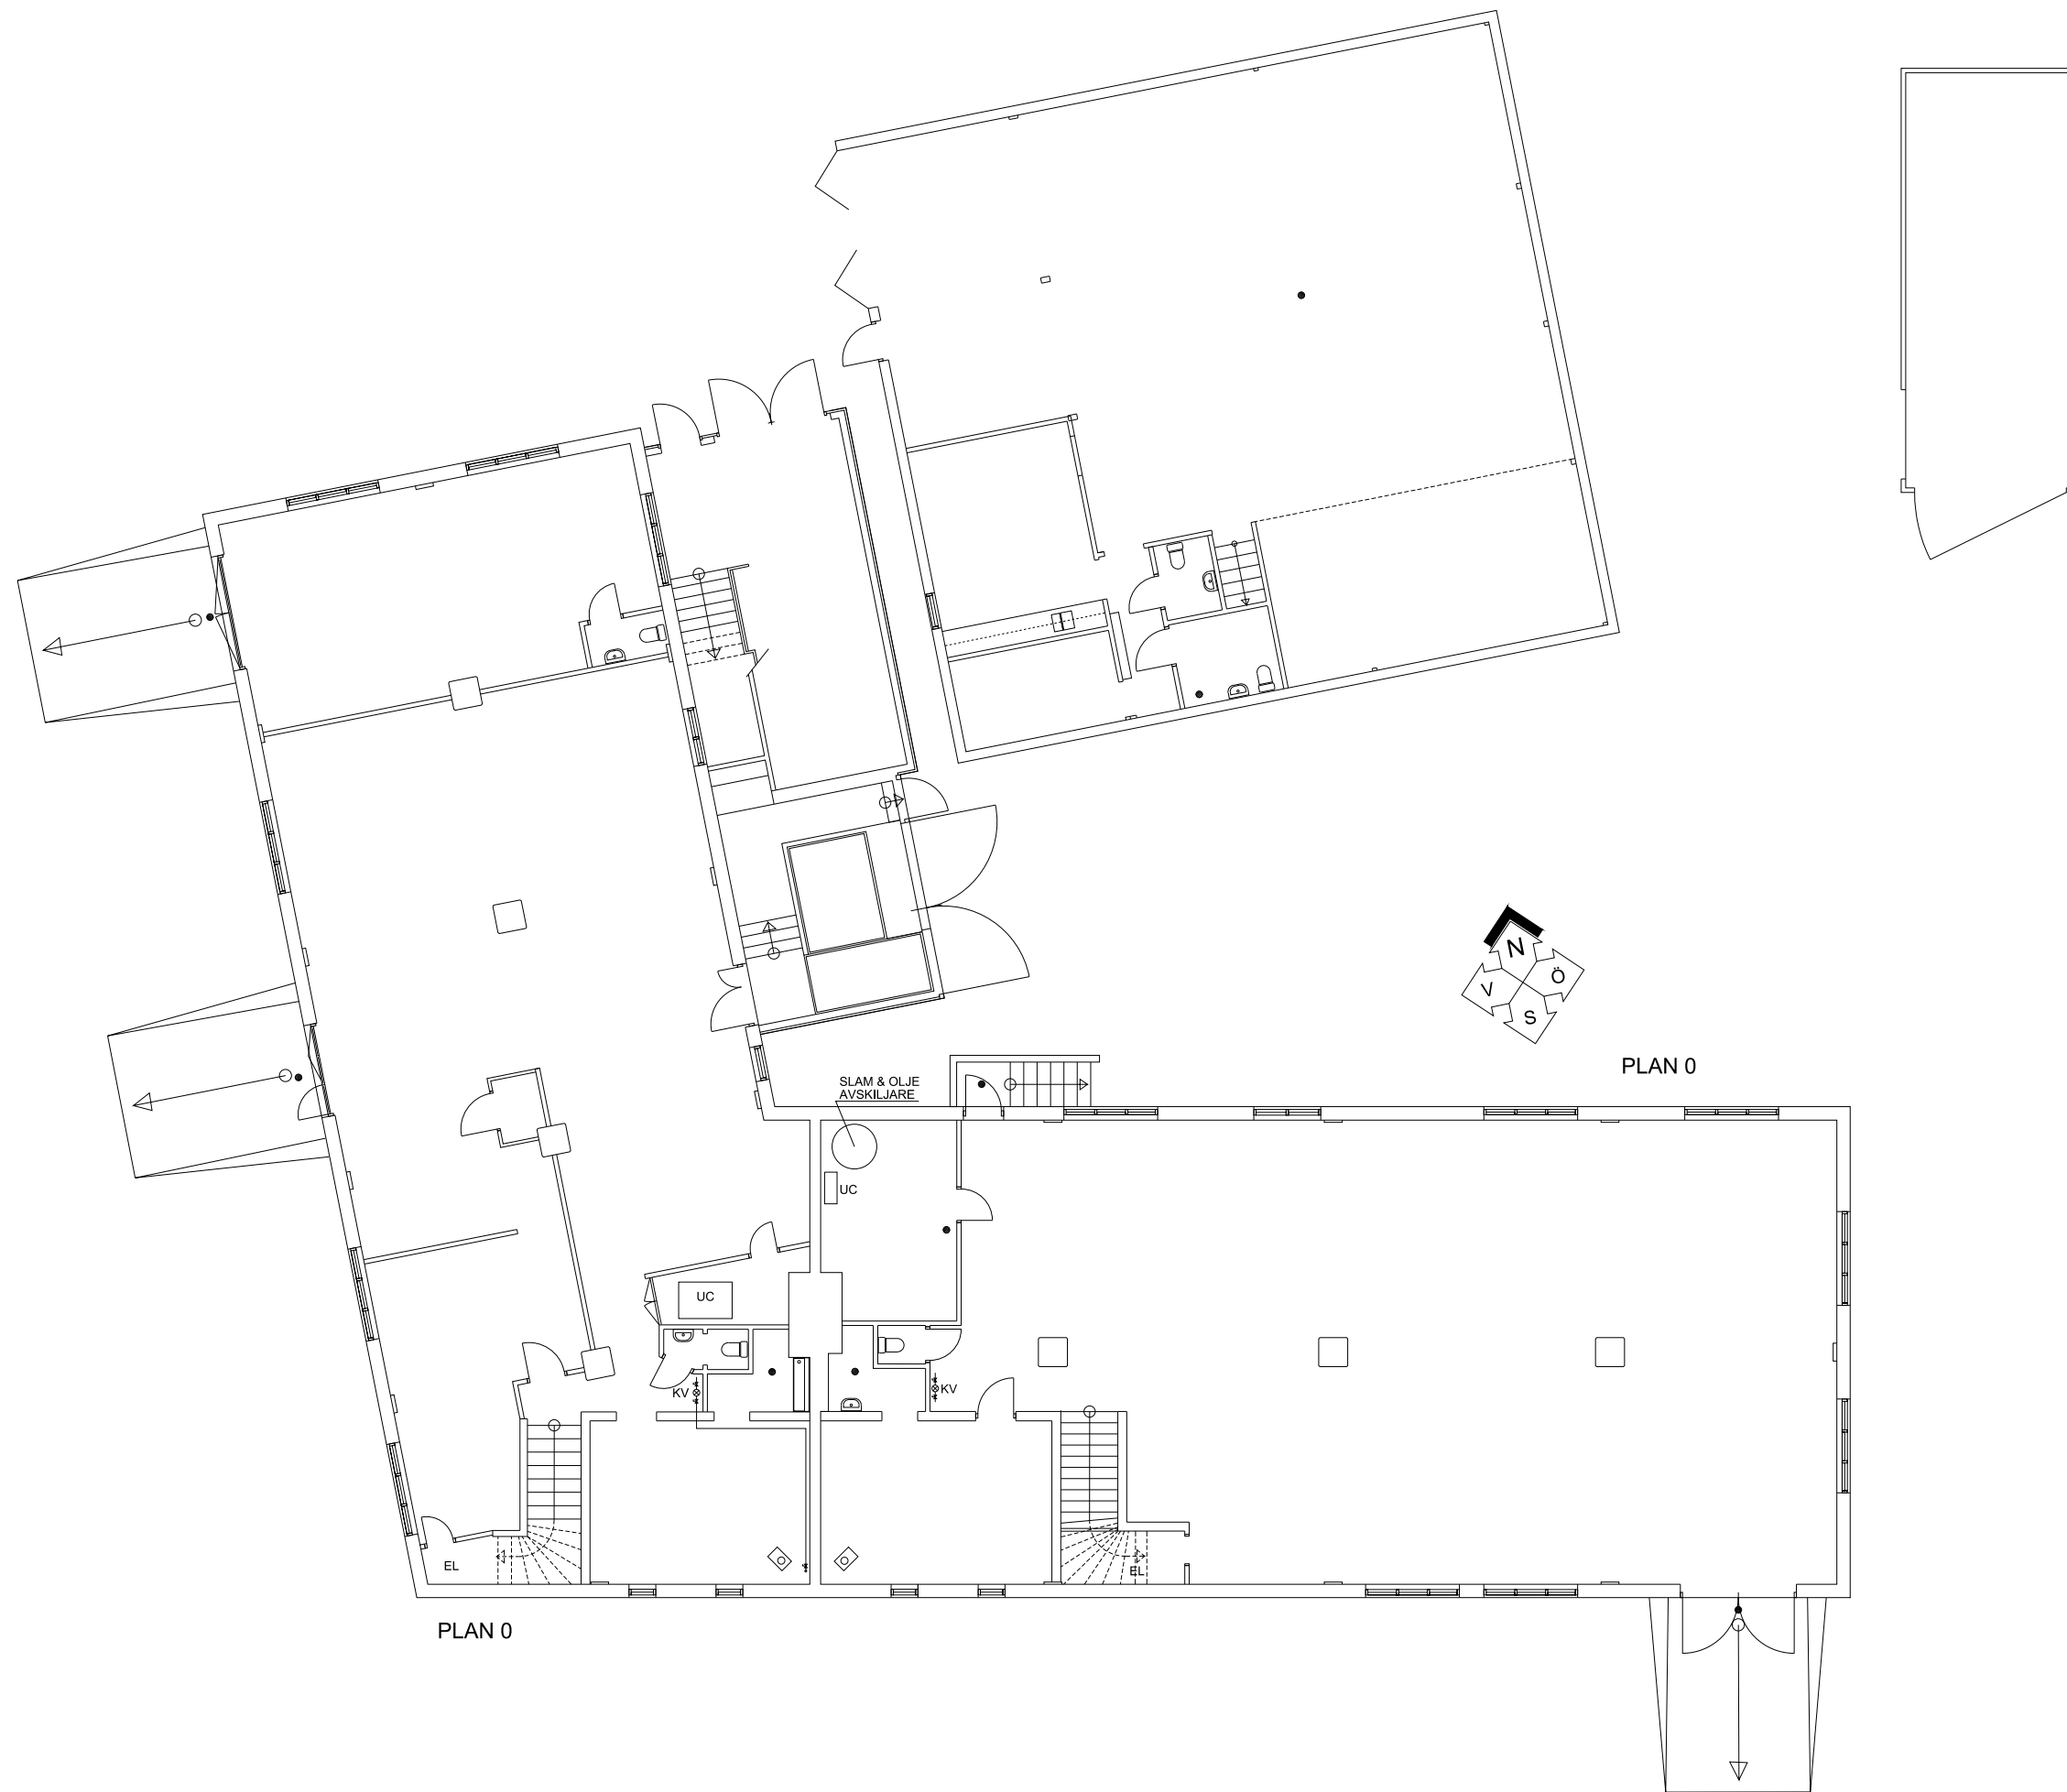 N
V
Ö
S
PLAN 0
SLAM & OLJE
AVSKILJARE
UC
UC
KV
KV
EL
EL
PLAN 0